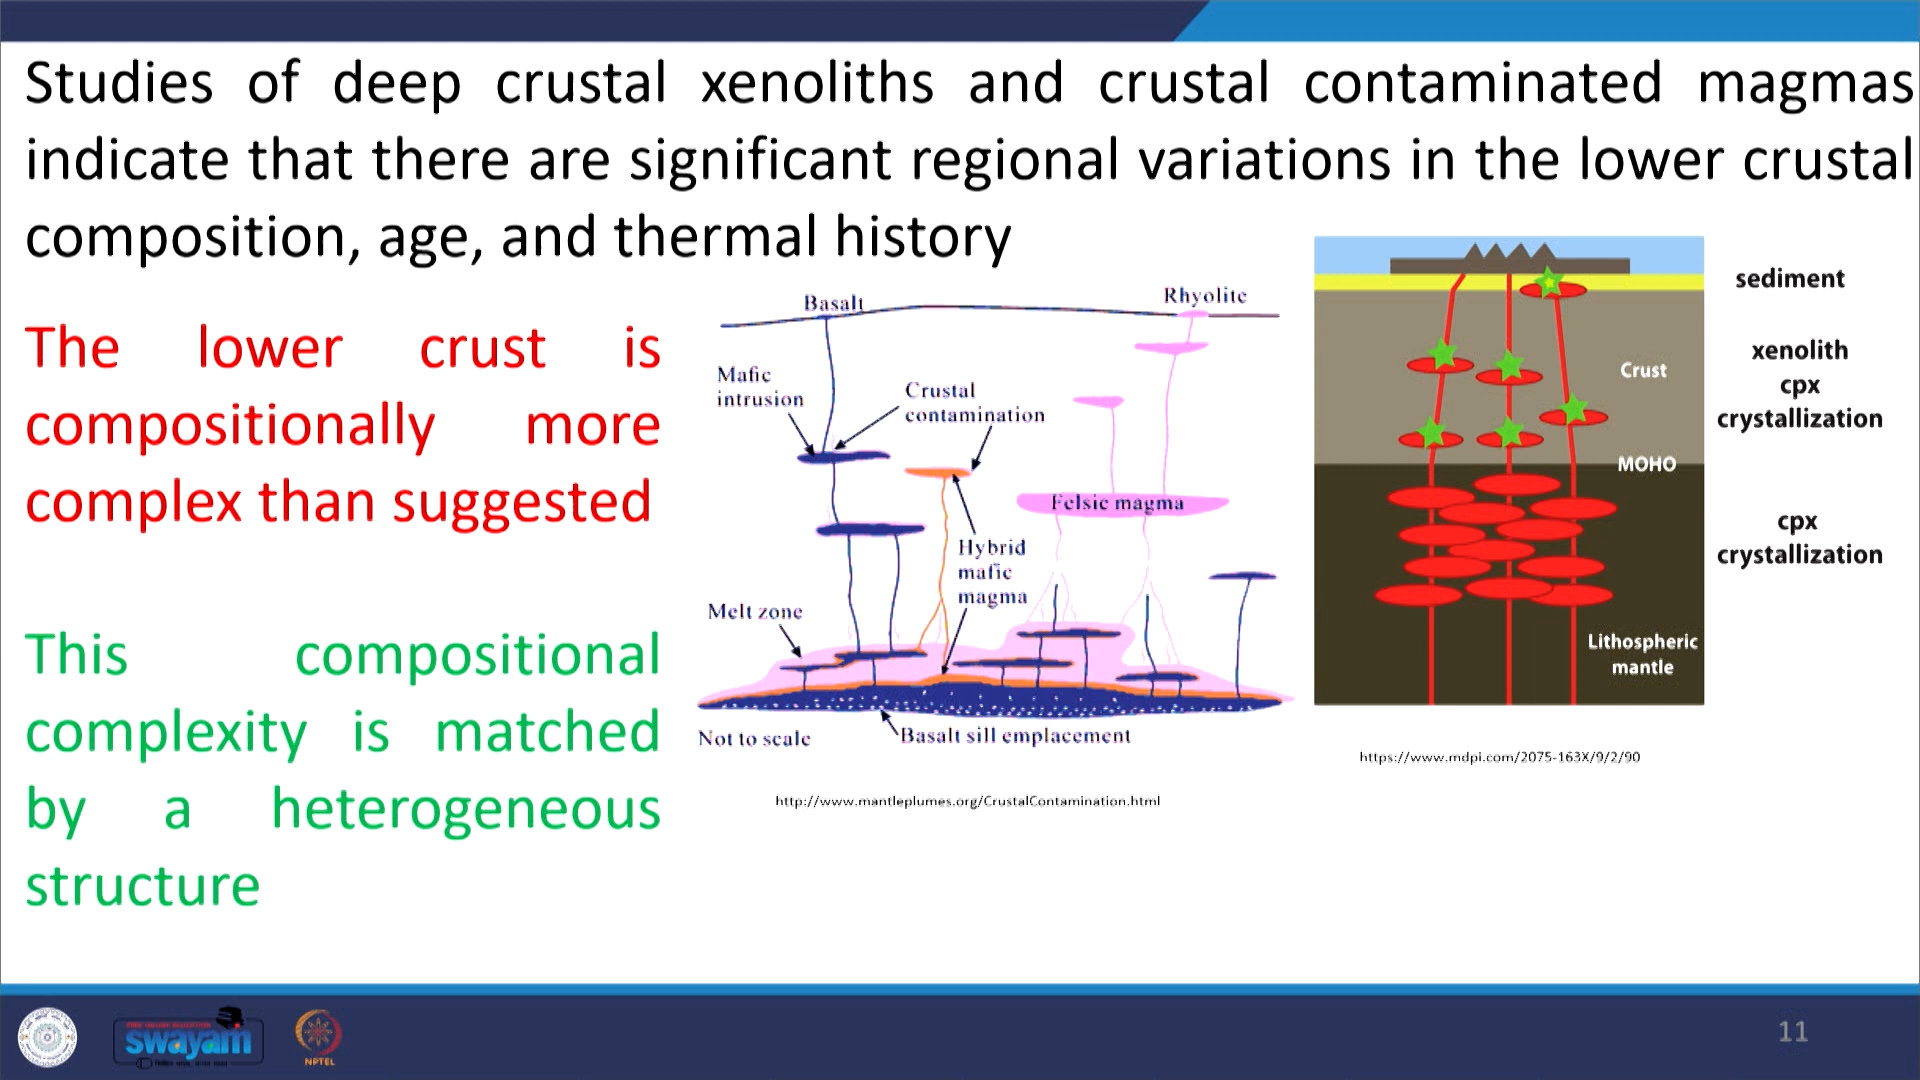 Studies of deep crustal xenoliths and crustal contaminated magmas
indicate that there are significant regional variations in the lower crustal
composition, age, and thermal history
The lower crust is
compositionally more
complex than suggested
This compositional
complexity is matched
by a heterogeneous
structure
Basalt
Rhyolite
Mafic
intrusion
Crustal
contamination
Felsic magma
Hybrid
mafic
magma
Melt zone
Not to scale
Basalt sill emplacement
http://www.mantleplumes.org/CrustalContamination.html
sediment
xenolith
cpx
crystallization
Crust
MOHO
cpx
crystallization
Lithospheric
mantle
https://www.mdpi.com/2075-163X/9/2/90
swayam
NPTEL
11